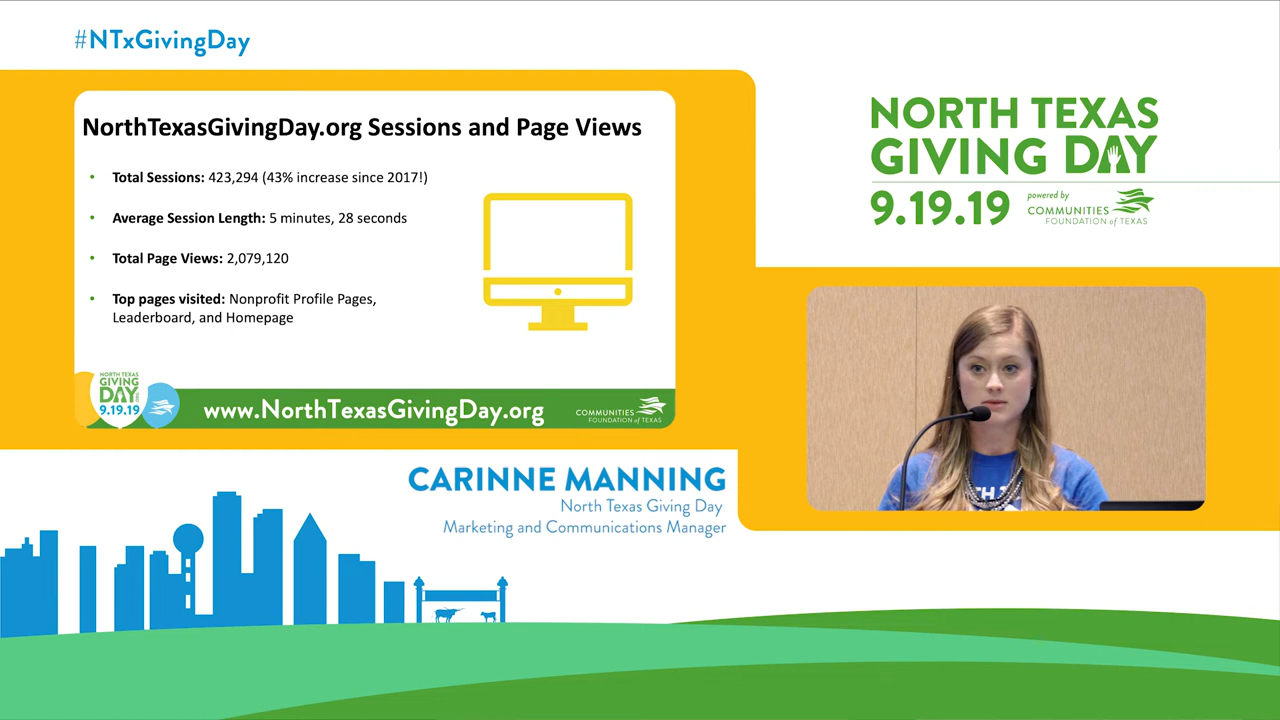 #NTxGivingDay
NorthTexasGivingDay.org Sessions and Page Views
• Total Sessions: 423,294 (43% increase since 2017!)
• Average Session Length: 5 minutes, 28 seconds
• Total Page Views: 2,079,120
• Top pages visited: Nonprofit Profile Pages,
Leaderboard, and Homepage
NORTH TEXAS
GIVING
DAY
9.19.19
www.NorthTexasGivingDay.org
COMMUNITIES
FOUNDATION of TEXAS
NORTH TEXAS
GIVING DAY
9.19.19
powered by
COMMUNITIES
FOUNDATION of TEXAS
CARINNE MANNING
North Texas Giving Day
Marketing and Communications Manager